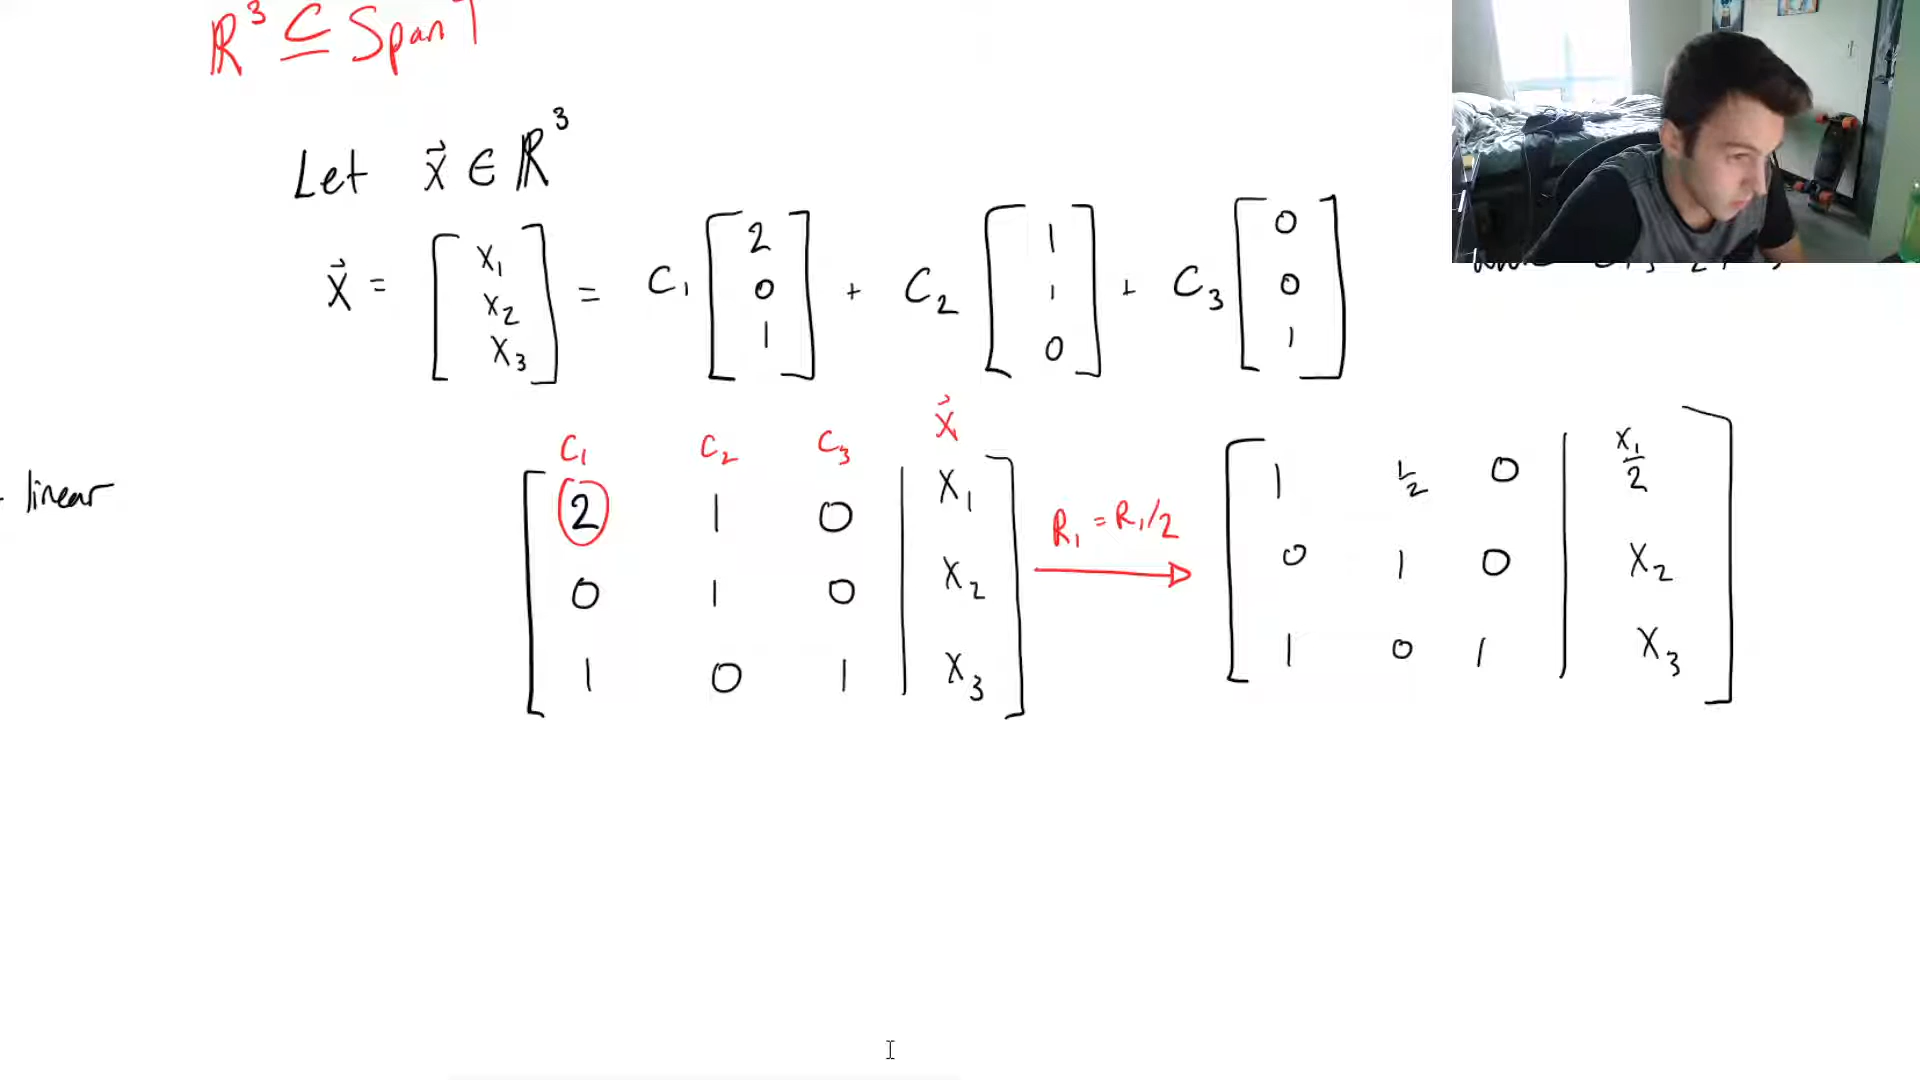 ℝ³ ⊆ Span T
Let x⃗ ∈ ℝ³
x⃗ = [x₁ x₂ x₃] = C₁ [2 0 1] + C₂ [1 1 0] + C₃ [0 0 1]
C₁ C₂ C₃ x⃗
- linear
[2 1 0 | x₁] R₁ = R₁/2 [1 ½ 0 | x₁/2]
[0 1 0 | x₂] [0 1 0 | x₂]
[1 0 1 | x₃] [1 0 1 | x₃]